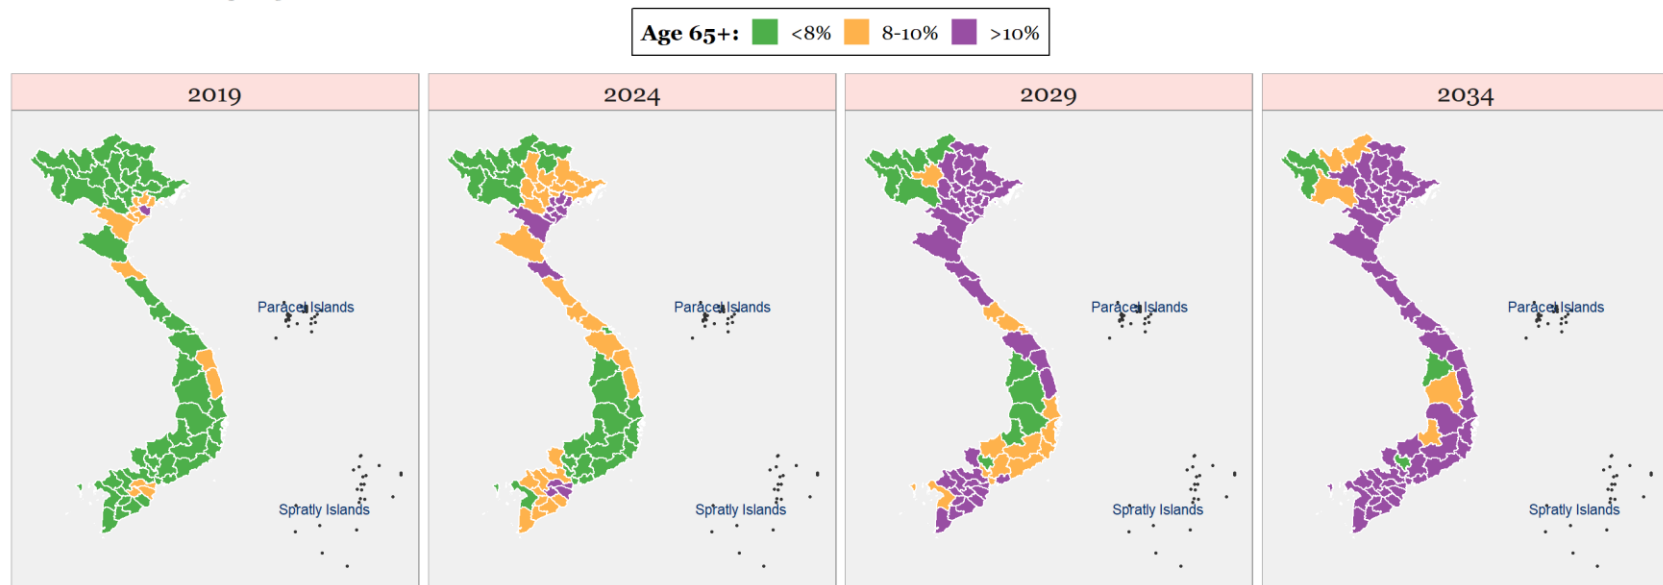 Age 65+: <8% 8-10% >10%
2019 2024 2029 2034
Paracel Islands Paracel Islands Paracel Islands Paracel Islands
Spratly Islands Spratly Islands Spratly Islands Spratly Islands